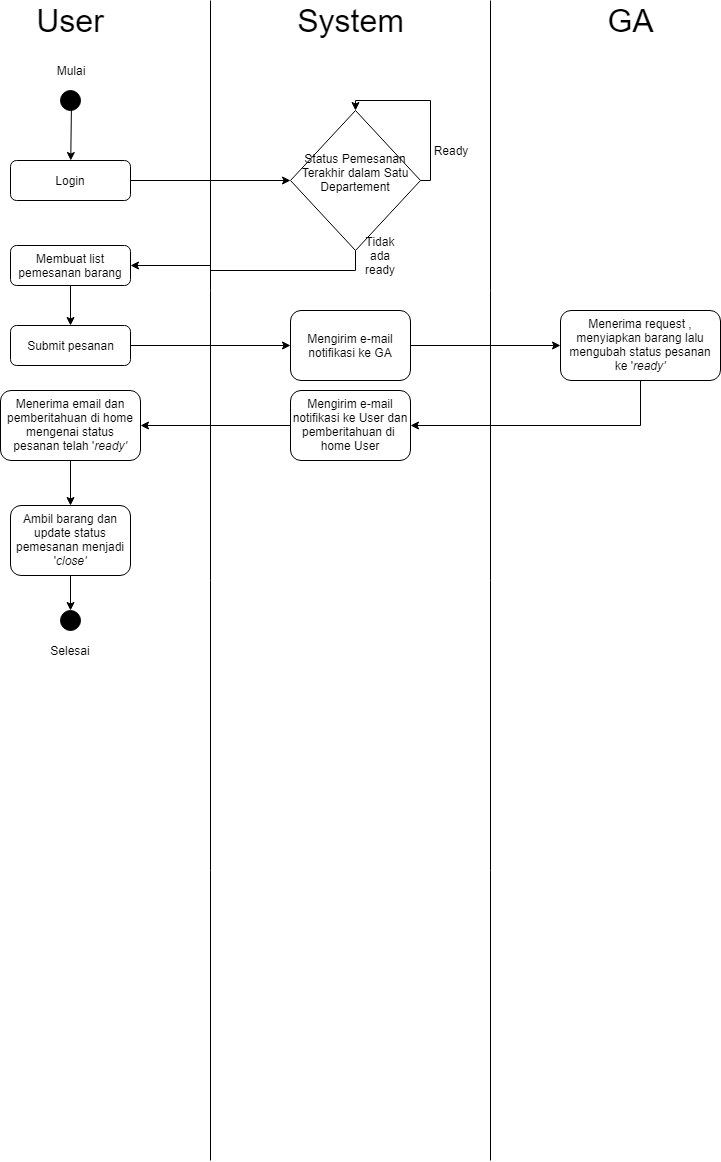 User
System
GA
Mulai
Login
Status Pemesanan
Terakhir dalam Satu
Departement
Ready
Tidak
ada
ready
Membuat list
pemesanan barang
Submit pesanan
Mengirim e-mail
notifikasi ke GA
Menerima request ,
menyiapkan barang lalu
mengubah status pesanan
ke 'ready'
Mengirim e-mail
notifikasi ke User dan
pemberitahuan di
home User
Menerima email dan
pemberitahuan di home
mengenai status
pesanan telah 'ready'
Ambil barang dan
update status
pemesanan menjadi
'close'
Selesai